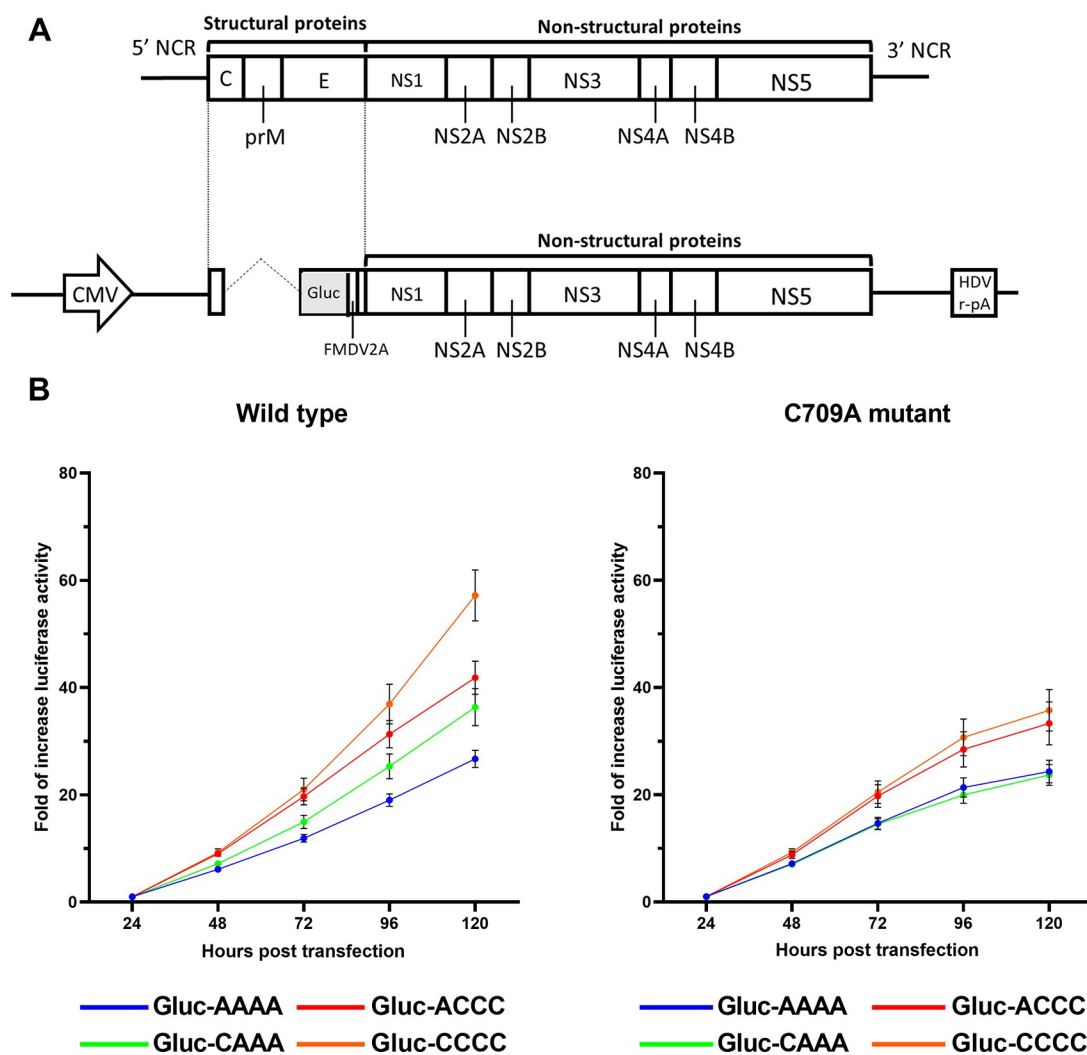 A
Structural proteins
Non-structural proteins
5’ NCR
3’ NCR
C
E
NS1
NS3
NS5
prM
NS2A
NS2B
NS4A
NS4B
Non-structural proteins
CMV
Gluc
NS1
NS3
NS5
HDV
r-pA
FMDV2A
NS2A
NS2B
NS4A
NS4B
B
Wild type
Fold of increase luciferase activity
80
60
40
20
0
24 48 72 96 120
Hours post transfection
Gluc-AAAA
Gluc-ACCC
Gluc-CAAA
Gluc-CCCC
C709A mutant
Fold of increase luciferase activity
80
60
40
20
0
24 48 72 96 120
Hours post transfection
Gluc-AAAA
Gluc-ACCC
Gluc-CAAA
Gluc-CCCC